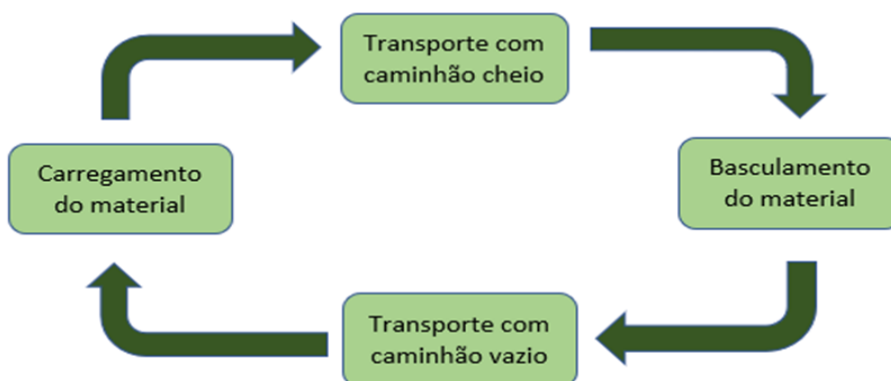 Transporte com
caminhão cheio
Carregamento
do material
Basculamento
do material
Transporte com
caminhão vazio